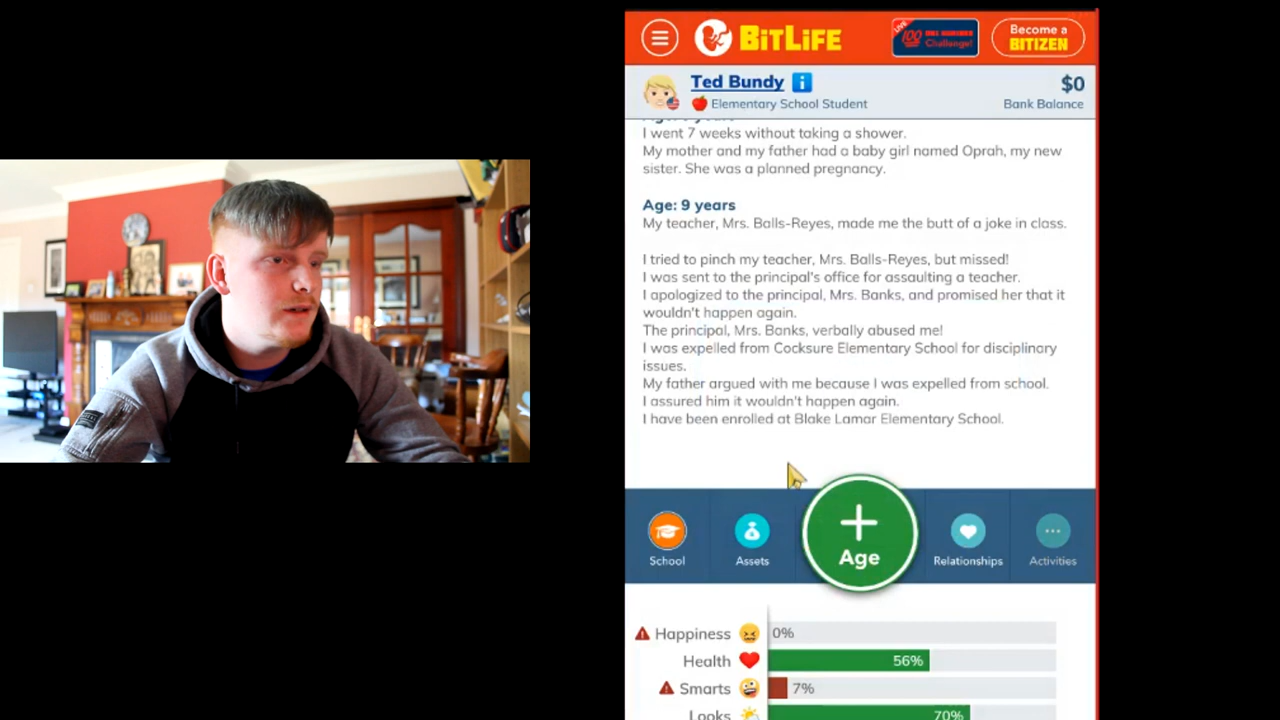 BITLIFE
LIVE
100
Challenge!
Become a
BITIZEN
Ted Bundy
$0
Elementary School Student
Bank Balance
I went 7 weeks without taking a shower.
My mother and my father had a baby girl named Oprah, my new
sister. She was a planned pregnancy.
Age: 9 years
My teacher, Mrs. Balls-Reyes, made me the butt of a joke in class.
I tried to pinch my teacher, Mrs. Balls-Reyes, but missed!
I was sent to the principal's office for assaulting a teacher.
I apologized to the principal, Mrs. Banks, and promised her that it
wouldn't happen again.
The principal, Mrs. Banks, verbally abused me!
I was expelled from Cocksure Elementary School for disciplinary
issues.
My father argued with me because I was expelled from school.
I assured him it wouldn't happen again.
I have been enrolled at Blake Lamar Elementary School.
School
Assets
Age
Relationships
Activities
Happiness 0%
Health 56%
Smarts 7%
Looks 70%